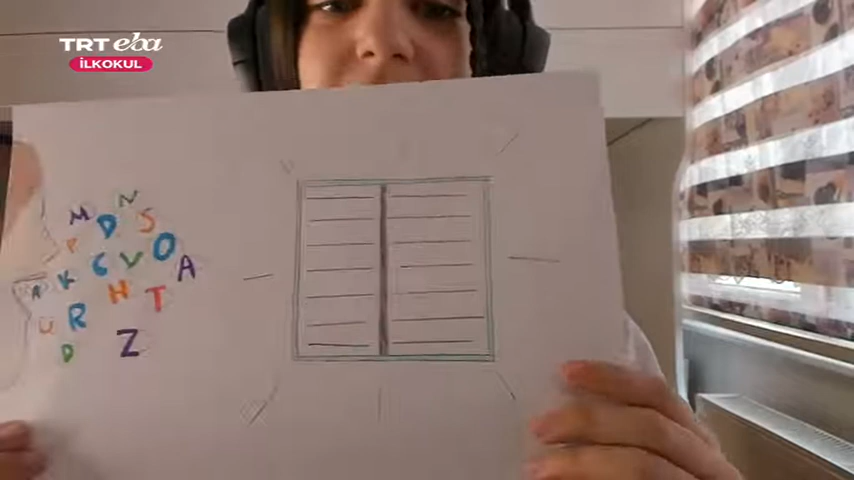 TRT eba
İLKOKUL
N
M D S
P O
K C V A
A H T
U R
D Z